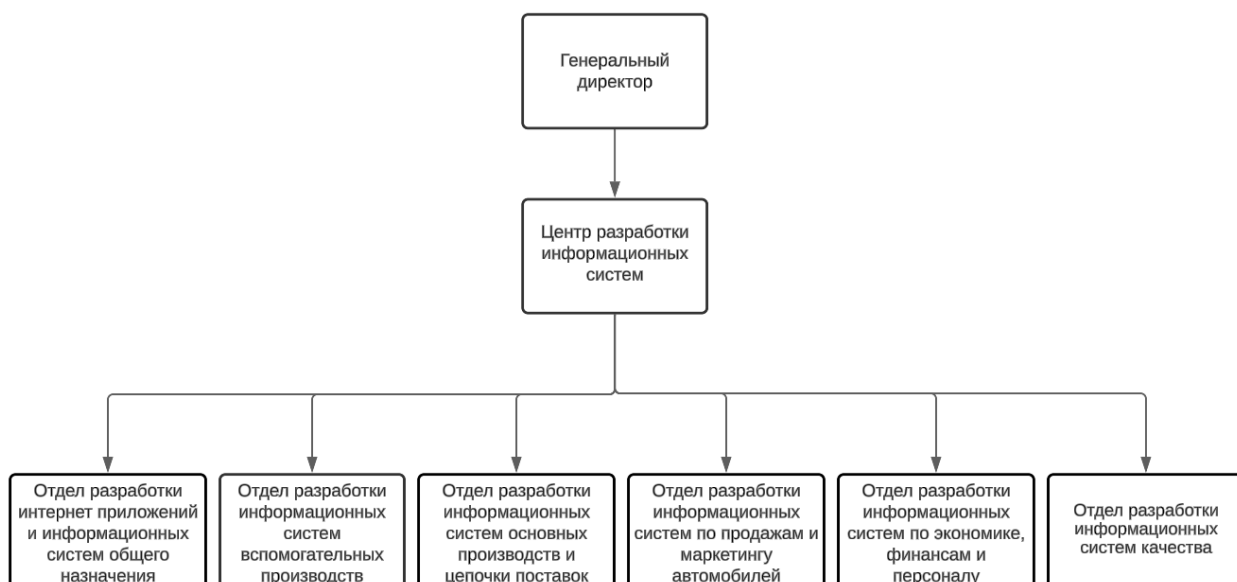 Генеральный
директор
Центр разработки
информационных
систем
Отдел разработки
интернет приложений
и информационных
систем общего
назначения
Отдел разработки
информационных
систем
вспомогательных
производств
Отдел разработки
информационных
систем основных
производств и
цепочки поставок
Отдел разработки
информационных
систем по продажам и
маркетингу
автомобилей
Отдел разработки
информационных
систем по экономике,
финансам и
персоналу
Отдел разработки
информационных
систем качества